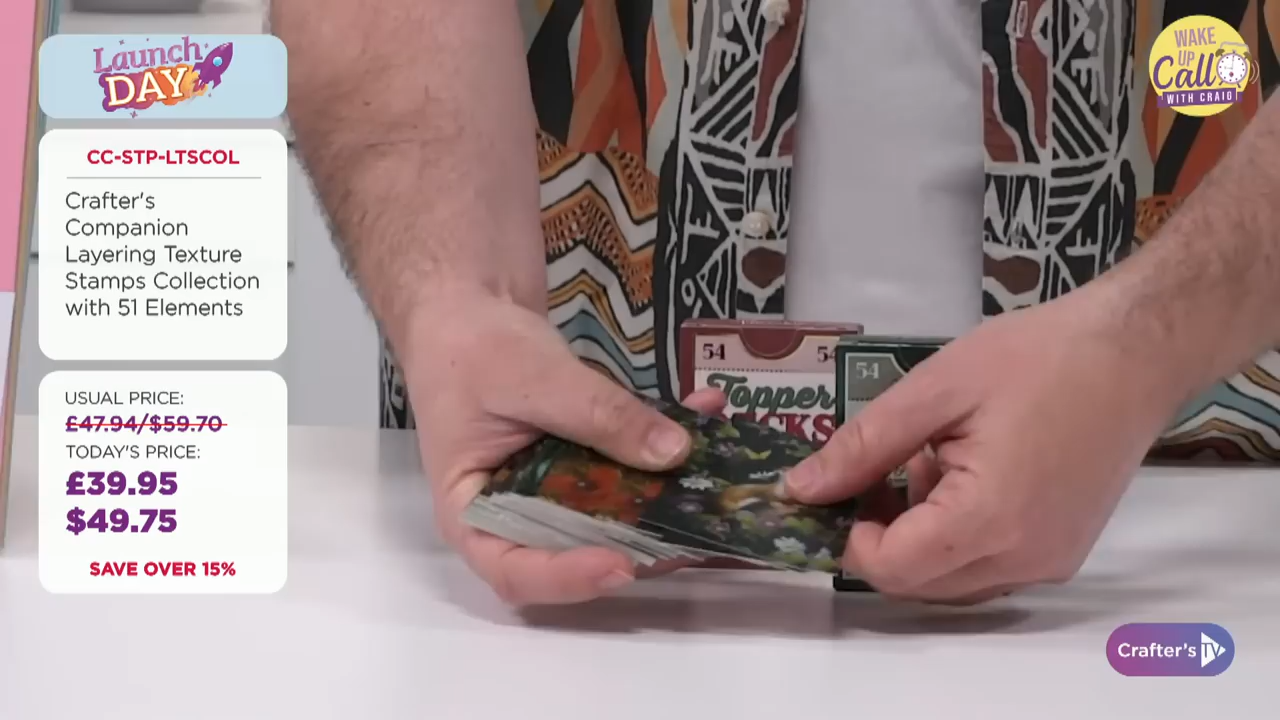 Launch
DAY
CC-STP-LTSCOL
Crafter's
Companion
Layering Texture
Stamps Collection
with 51 Elements
USUAL PRICE:
£47.94/$59.70
TODAY'S PRICE:
£39.95
$49.75
SAVE OVER 15%
WAKE
UP
Call
WITH CRAIG
54
54
Topper
54
Crafter's TV